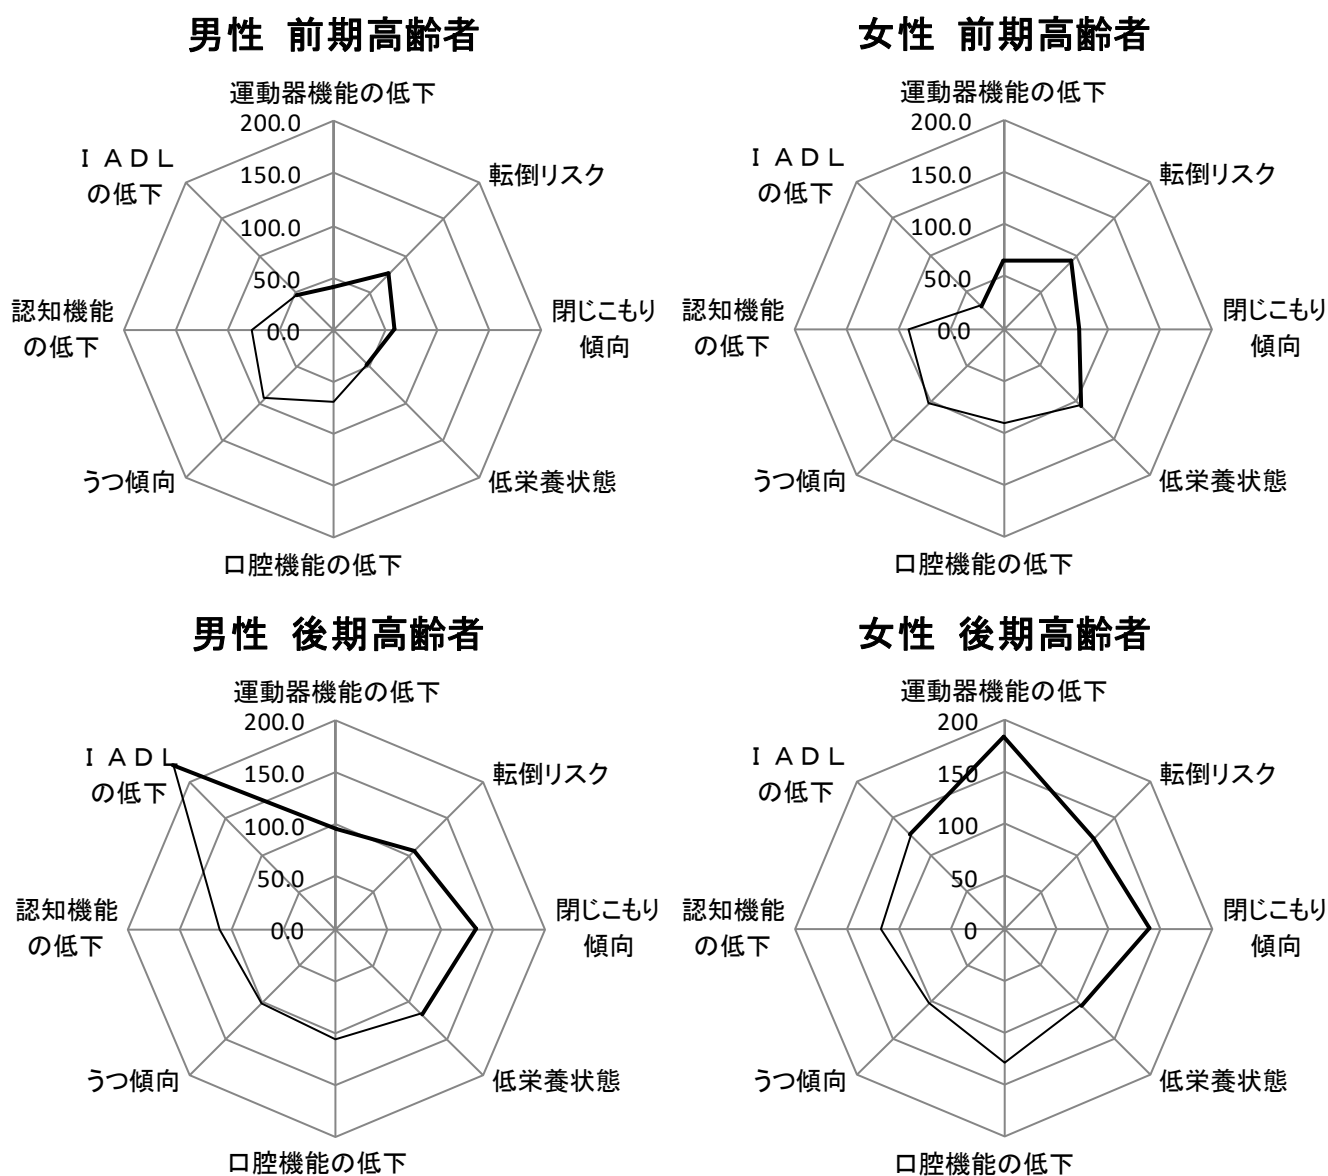 男性 前期高齢者
運動器機能の低下
200.0
150.0
100.0
50.0
0.0
転倒リスク
閉じこもり
傾向
低栄養状態
口腔機能の低下
うつ傾向
認知機能
の低下
ＩＡＤＬ
の低下
女性 前期高齢者
運動器機能の低下
200.0
150.0
100.0
50.0
0.0
転倒リスク
閉じこもり
傾向
低栄養状態
口腔機能の低下
うつ傾向
認知機能
の低下
ＩＡＤＬ
の低下
男性 後期高齢者
運動器機能の低下
200.0
150.0
100.0
50.0
0.0
転倒リスク
閉じこもり
傾向
低栄養状態
口腔機能の低下
うつ傾向
認知機能
の低下
ＩＡＤＬ
の低下
女性 後期高齢者
運動器機能の低下
200
150
100
50
0
転倒リスク
閉じこもり
傾向
低栄養状態
口腔機能の低下
うつ傾向
認知機能
の低下
ＩＡＤＬ
の低下